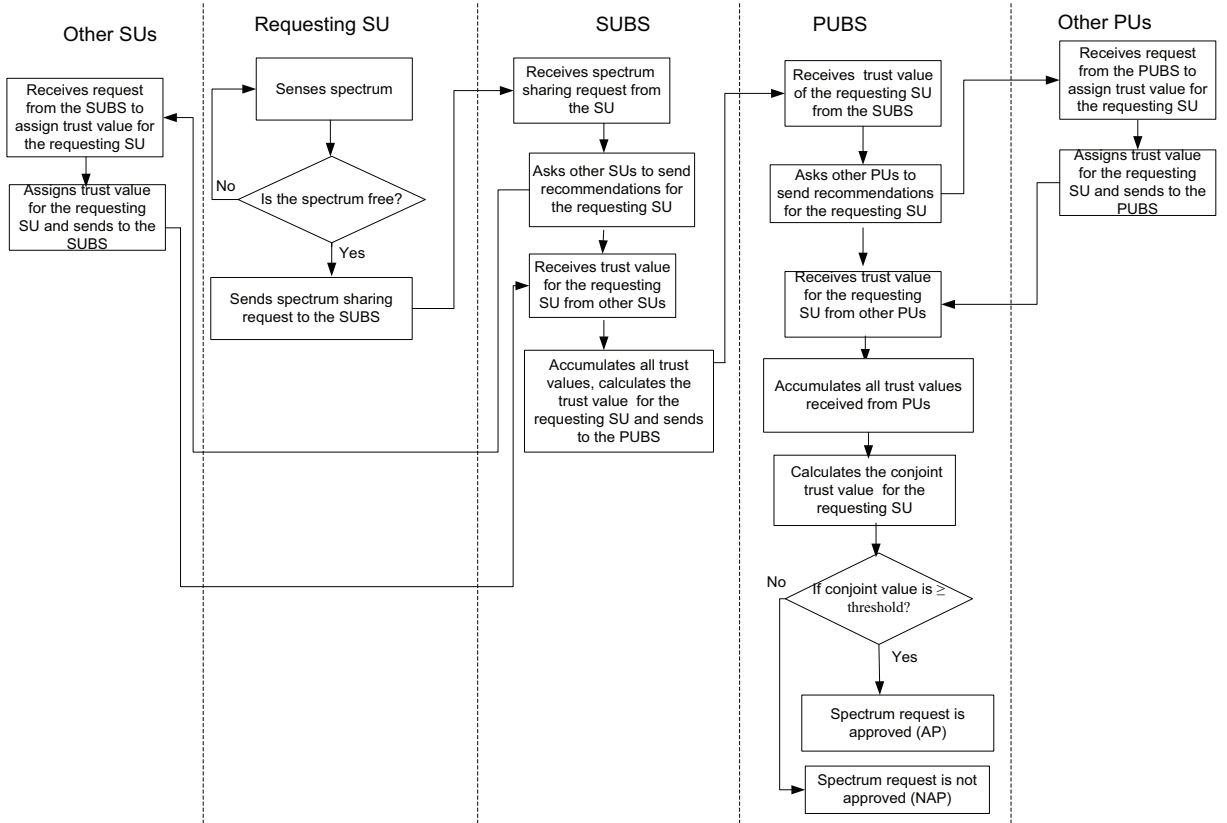 Other SUs
Requesting SU
SUBS
PUBS
Other PUs
Receives request
from the SUBS to
assign trust value for
the requesting SU
Assigns trust value
for the requesting
SU and sends to the
SUBS
Senses spectrum
Is the spectrum free?
No
Yes
Sends spectrum sharing
request to the SUBS
Receives spectrum
sharing request from
the SU
Asks other SUs to send
recommendations for
the requesting SU
Receives trust value
for the requesting
SU from other SUs
Accumulates all trust
values, calculates the
trust value for the
requesting SU and sends
to the PUBS
Receives trust value
of the requesting SU
from the SUBS
Asks other PUs to
send recommendations
for the requesting SU
Receives trust value
for the requesting
SU from other PUs
Accumulates all trust values
received from PUs
Calculates the conjoint
trust value for the
requesting SU
If conjoint value is ≥
threshold?
No
Yes
Spectrum request is
approved (AP)
Spectrum request is not
approved (NAP)
Receives request
from the PUBS to
assign trust value for
the requesting SU
Assigns trust value
for the requesting
SU and sends to the
PUBS